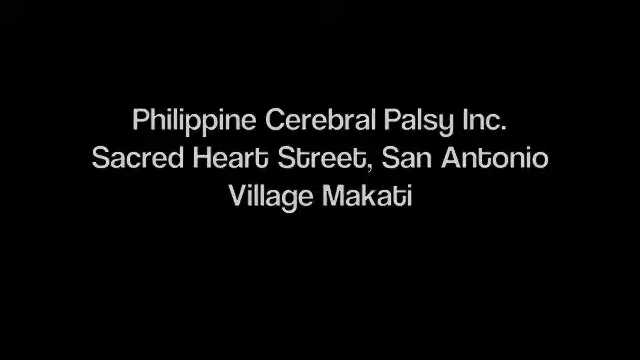 Philippine Cerebral Palsy Inc.
Sacred Heart Street, San Antonio
Village Makati